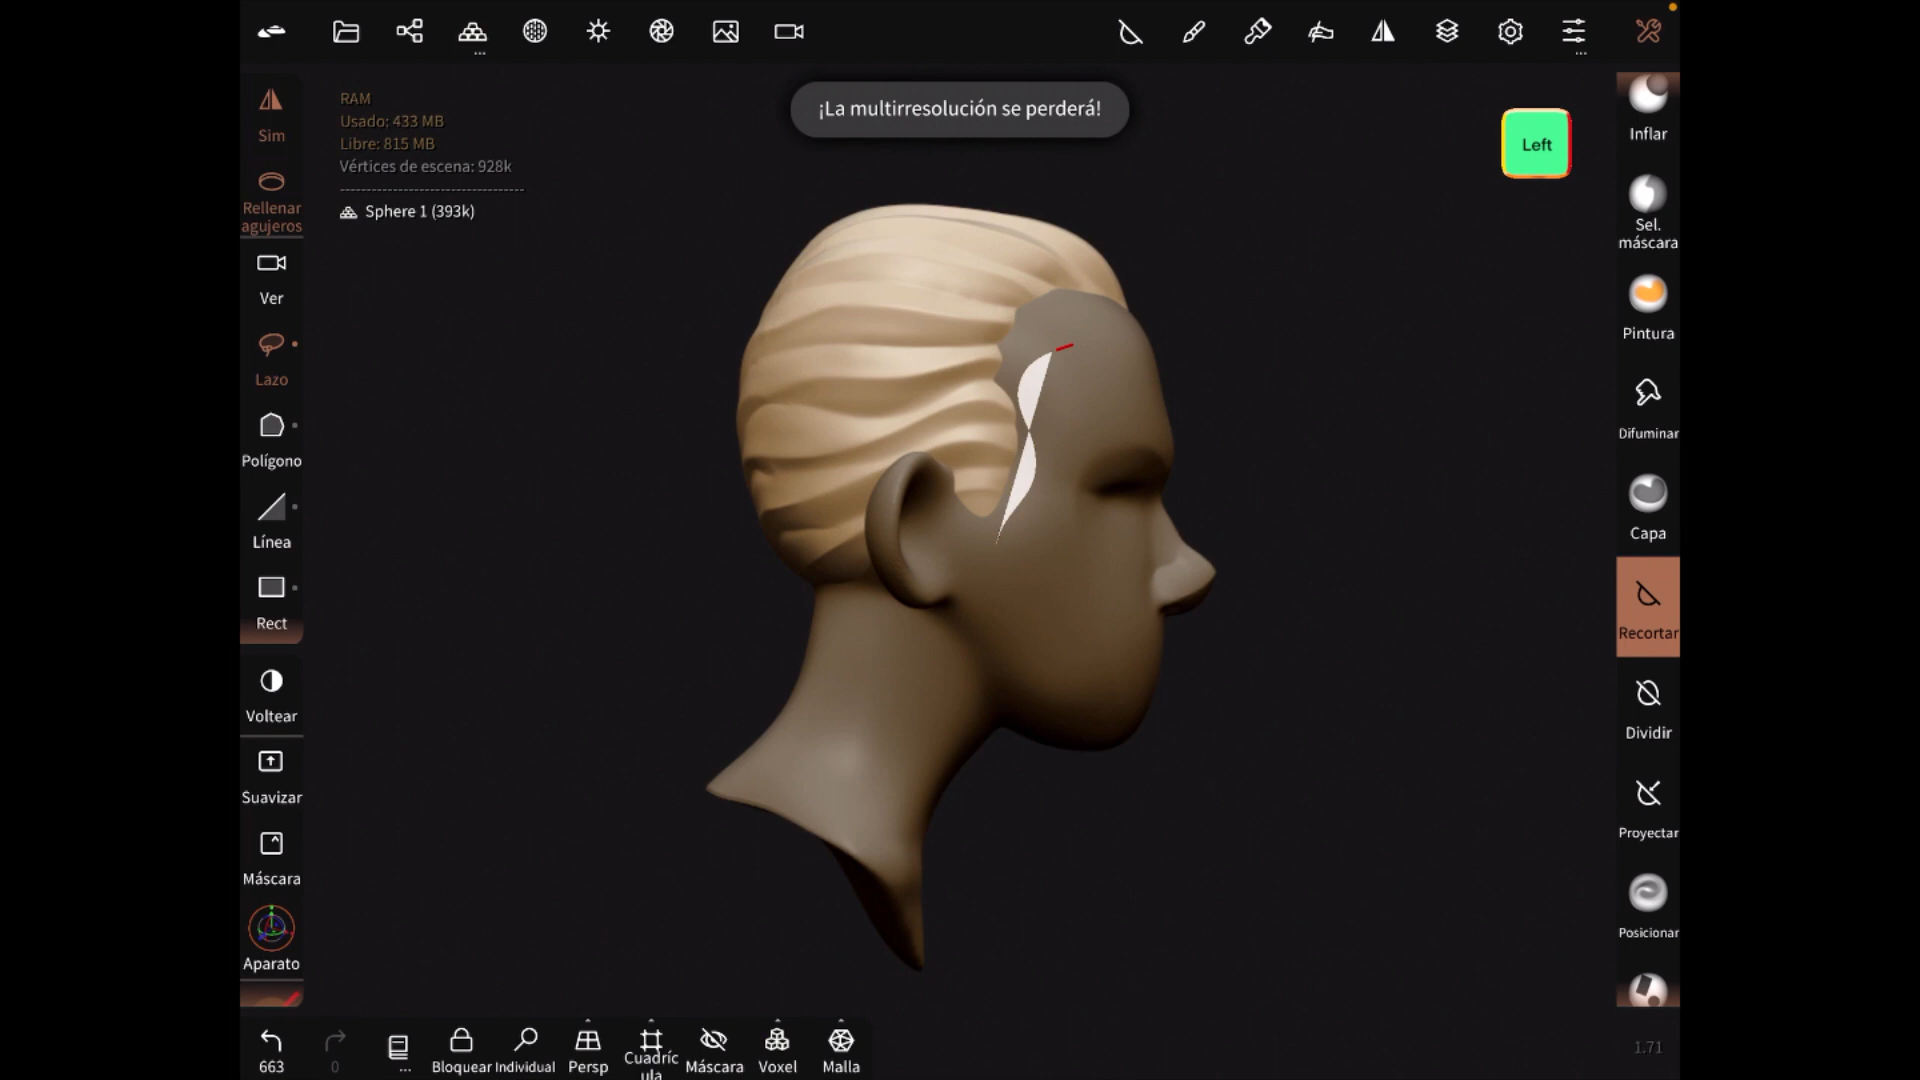 RAM
Usado: 433 MB
Libre: 815 MB
Vértices de escena: 928k
Sphere 1 (393k)
¡La multirresolución se perderá!
Left
Sim
Rellenar
agujeros
Ver
Lazo
Polígono
Línea
Rect
Voltear
Suavizar
Máscara
Aparato
Inflar
Sel.
máscara
Pintura
Difuminar
Capa
Recortar
Dividir
Proyectar
Posicionar
663
0
...
Bloquear
Individual
Persp
Cuadríc
ula
Máscara
Voxel
Malla
1.71